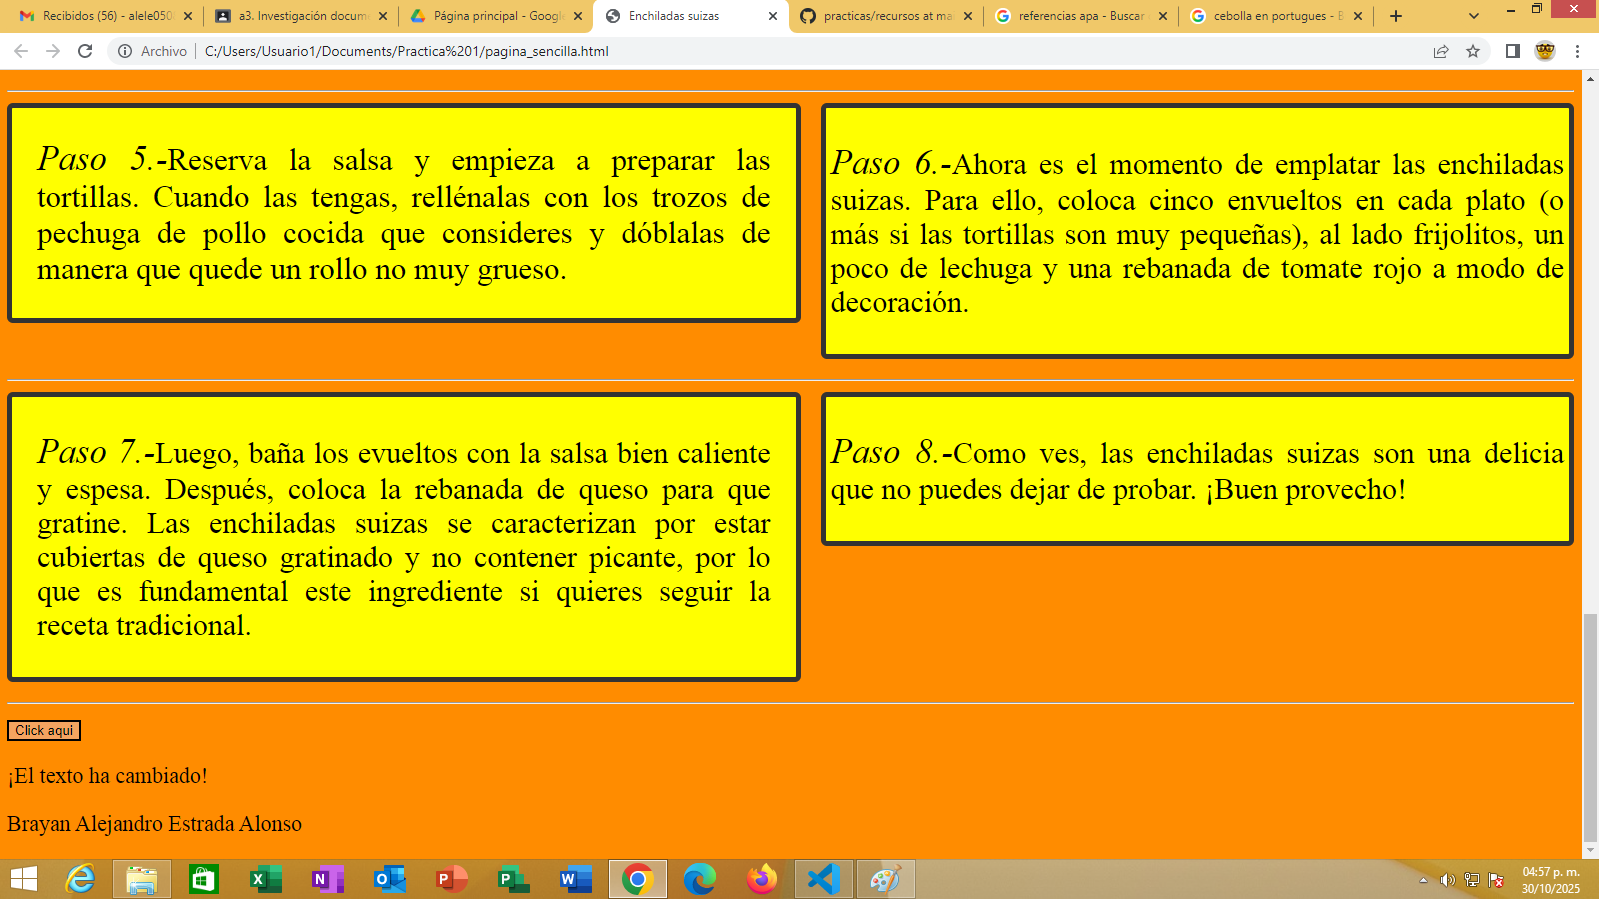 Recibidos (56) - alele050
a3. Investigación docum
Página principal - Google
Enchiladas suizas
practicas/recursos at ma
referencias apa - Buscar
cebolla en portugues - B
Archivo
C:/Users/Usuario1/Documents/Practica%201/pagina_sencilla.html
Paso 5.-Reserva la salsa y empieza a preparar las
tortillas. Cuando las tengas, rellénalas con los trozos de
pechuga de pollo cocida que consideres y dóblalas de
manera que quede un rollo no muy grueso.
Paso 6.-Ahora es el momento de emplatar las enchiladas
suizas. Para ello, coloca cinco envueltos en cada plato (o
más si las tortillas son muy pequeñas), al lado frijolitos, un
poco de lechuga y una rebanada de tomate rojo a modo de
decoración.
Paso 7.-Luego, baña los evueltos con la salsa bien caliente
y espesa. Después, coloca la rebanada de queso para que
gratine. Las enchiladas suizas se caracterizan por estar
cubiertas de queso gratinado y no contener picante, por lo
que es fundamental este ingrediente si quieres seguir la
receta tradicional.
Paso 8.-Como ves, las enchiladas suizas son una delicia
que no puedes dejar de probar. ¡Buen provecho!
Click aqui
¡El texto ha cambiado!
Brayan Alejandro Estrada Alonso
04:57 p. m.
30/10/2025